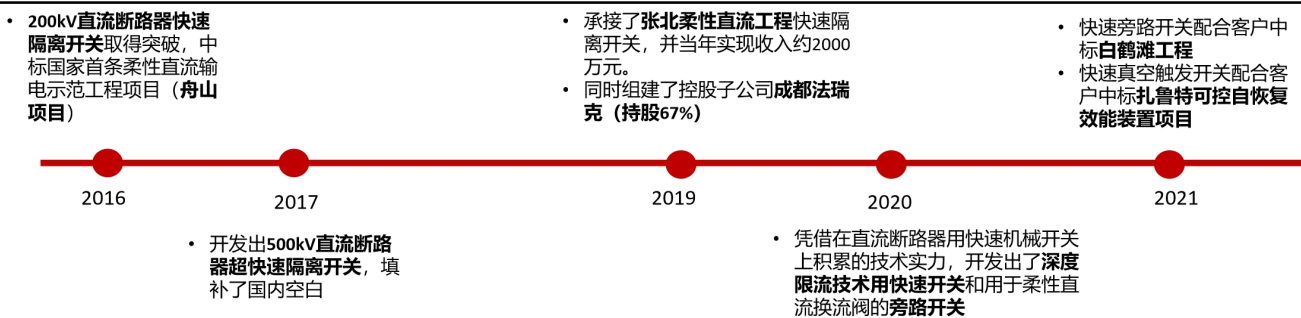 • 200kV直流断路器快速
隔离开关取得突破，中
标国家首条柔性直流输
电示范工程项目（舟山
项目）
• 承接了张北柔性直流工程快速隔
离开关，并当年实现收入约2000
万元。
• 同时组建了控股子公司成都法瑞
克（持股67%）
• 快速旁路开关配合客户中
标白鹤滩工程
• 快速真空触发开关配合客
户中标扎鲁特可控自恢复
效能装置项目
2016
2017
2019
2020
2021
• 开发出500kV直流断路
器超快速隔离开关，填
补了国内空白
• 凭借在直流断路器用快速机械开关
上积累的技术实力，开发出了深度
限流技术用快速开关和用于柔性直
流换流阀的旁路开关